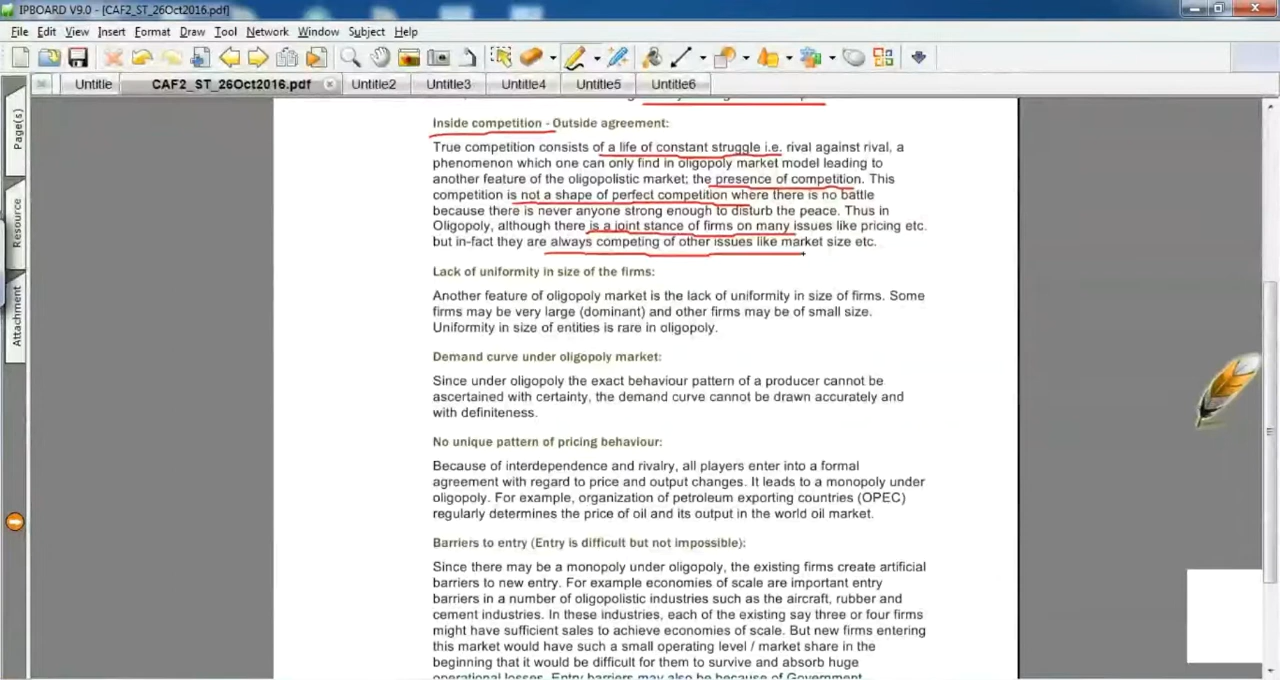 IPBOARD V9.0 - [CAF2_ST_26Oct2016.pdf]
File Edit View Insert Format Draw Tool Network Window Subject Help
Untitle CAF2_ST_26Oct2016.pdf Untitle2 Untitle3 Untitle4 Untitle5 Untitle6
Page(s)
Resource
Attachment
Inside competition - Outside agreement:
True competition consists of a life of constant struggle i.e. rival against rival, a
phenomenon which one can only find in oligopoly market model leading to
another feature of the oligopolistic market; the presence of competition. This
competition is not a shape of perfect competition where there is no battle
because there is never anyone strong enough to disturb the peace. Thus in
Oligopoly, although there is a joint stance of firms on many issues like pricing etc.
but in-fact they are always competing of other issues like market size etc.
Lack of uniformity in size of the firms:
Another feature of oligopoly market is the lack of uniformity in size of firms. Some
firms may be very large (dominant) and other firms may be of small size.
Uniformity in size of entities is rare in oligopoly.
Demand curve under oligopoly market:
Since under oligopoly the exact behaviour pattern of a producer cannot be
ascertained with certainty, the demand curve cannot be drawn accurately and
with definiteness.
No unique pattern of pricing behaviour:
Because of interdependence and rivalry, all players enter into a formal
agreement with regard to price and output changes. It leads to a monopoly under
oligopoly. For example, organization of petroleum exporting countries (OPEC)
regularly determines the price of oil and its output in the world oil market.
Barriers to entry (Entry is difficult but not impossible):
Since there may be a monopoly under oligopoly, the existing firms create artificial
barriers to new entry. For example economies of scale are important entry
barriers in a number of oligopolistic industries such as the aircraft, rubber and
cement industries. In these industries, each of the existing say three or four firms
might have sufficient sales to achieve economies of scale. But new firms entering
this market would have such a small operating level / market share in the
beginning that it would be difficult for them to survive and absorb huge
operational losses. Entry barriers may also be because of Government